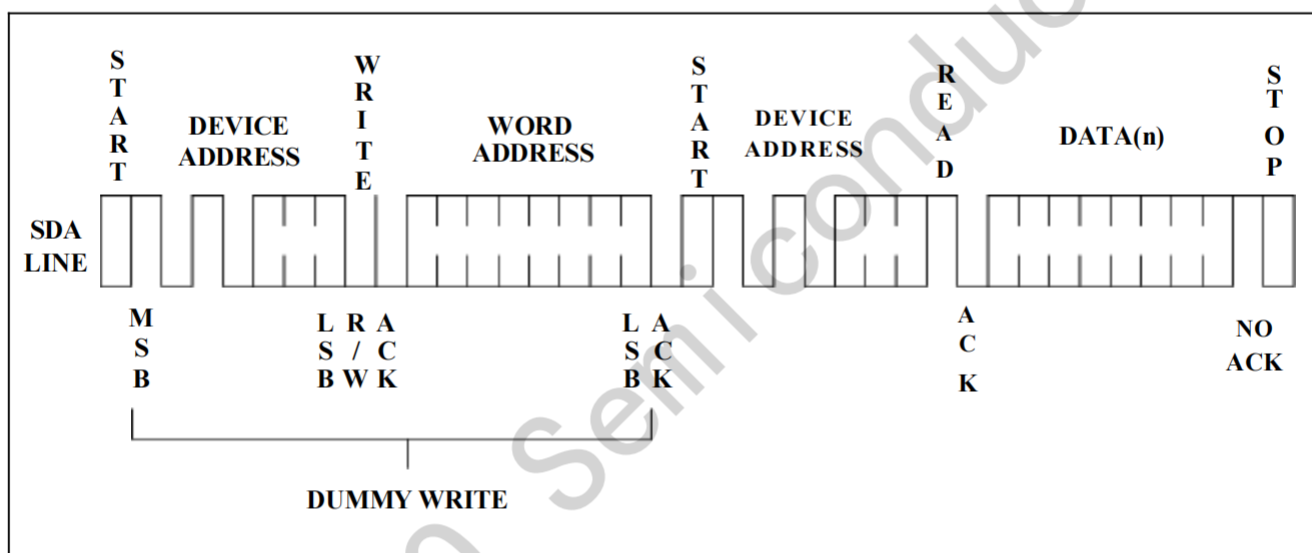 START
DEVICE
ADDRESS
WRITE
WORD
ADDRESS
START
DEVICE
ADDRESS
READ
DATA(n)
STOP
SDA
LINE
MSB
LSB
R/W
ACK
LSB
ACK
ACK
NO
ACK
DUMMY WRITE
Semiconduc